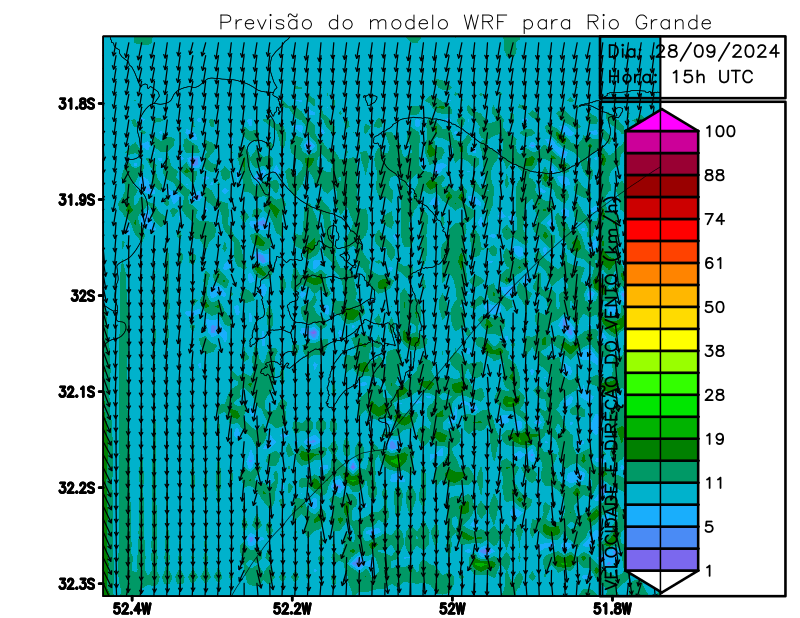 Previsão do modelo WRF para Rio Grande
Dia: 28/09/2024
Hora: 15h UTC
VELOCIDADE E DIREÇÃO DO VENTO (km/h)
100
88
74
61
50
38
28
19
11
5
1
31.8S
31.9S
32S
32.1S
32.2S
32.3S
52.4W
52.2W
52W
51.8W